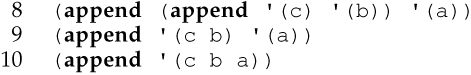 8 (append (append '(c) '(b)) '(a))
9 (append '(c b) '(a))
10 (append '(c b a))